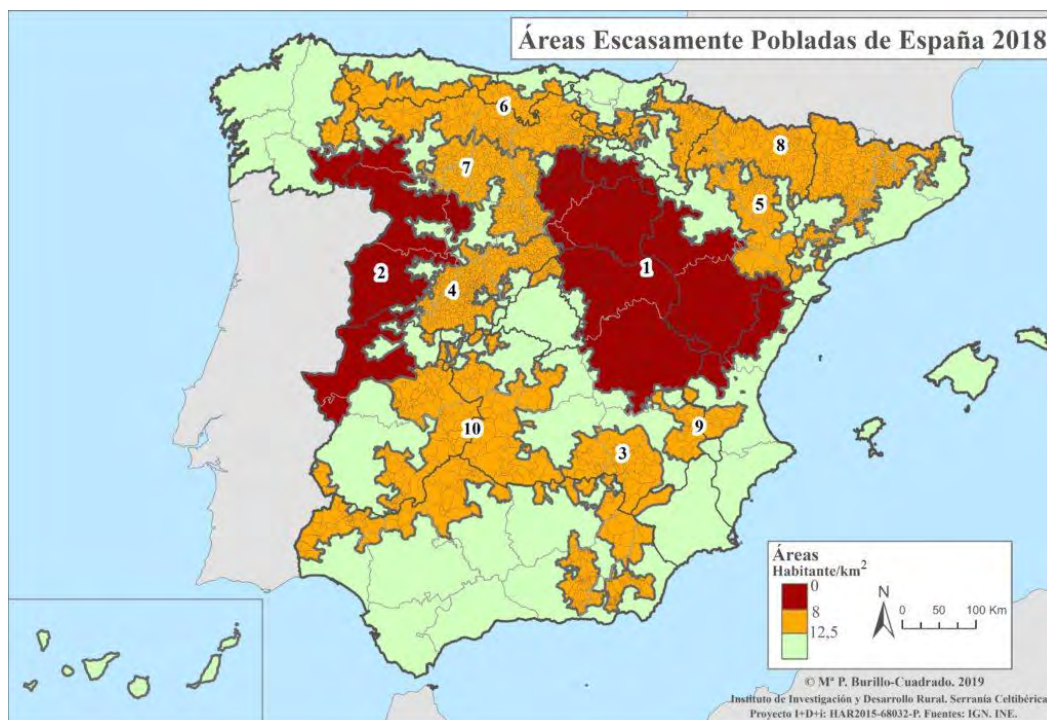 Áreas Escasamente Pobladas de España 2018
6
8
7
5
1
2
4
9
10
3
Áreas
Habitante/km²
0
8
12,5
N
0 50 100 Km
© Mª P. Burillo-Cuadrado. 2019
Instituto de Investigación y Desarrollo Rural. Serranía Celtibérica
Proyecto I+D+i: HAR2015-68032-P. Fuentes: IGN. INE.